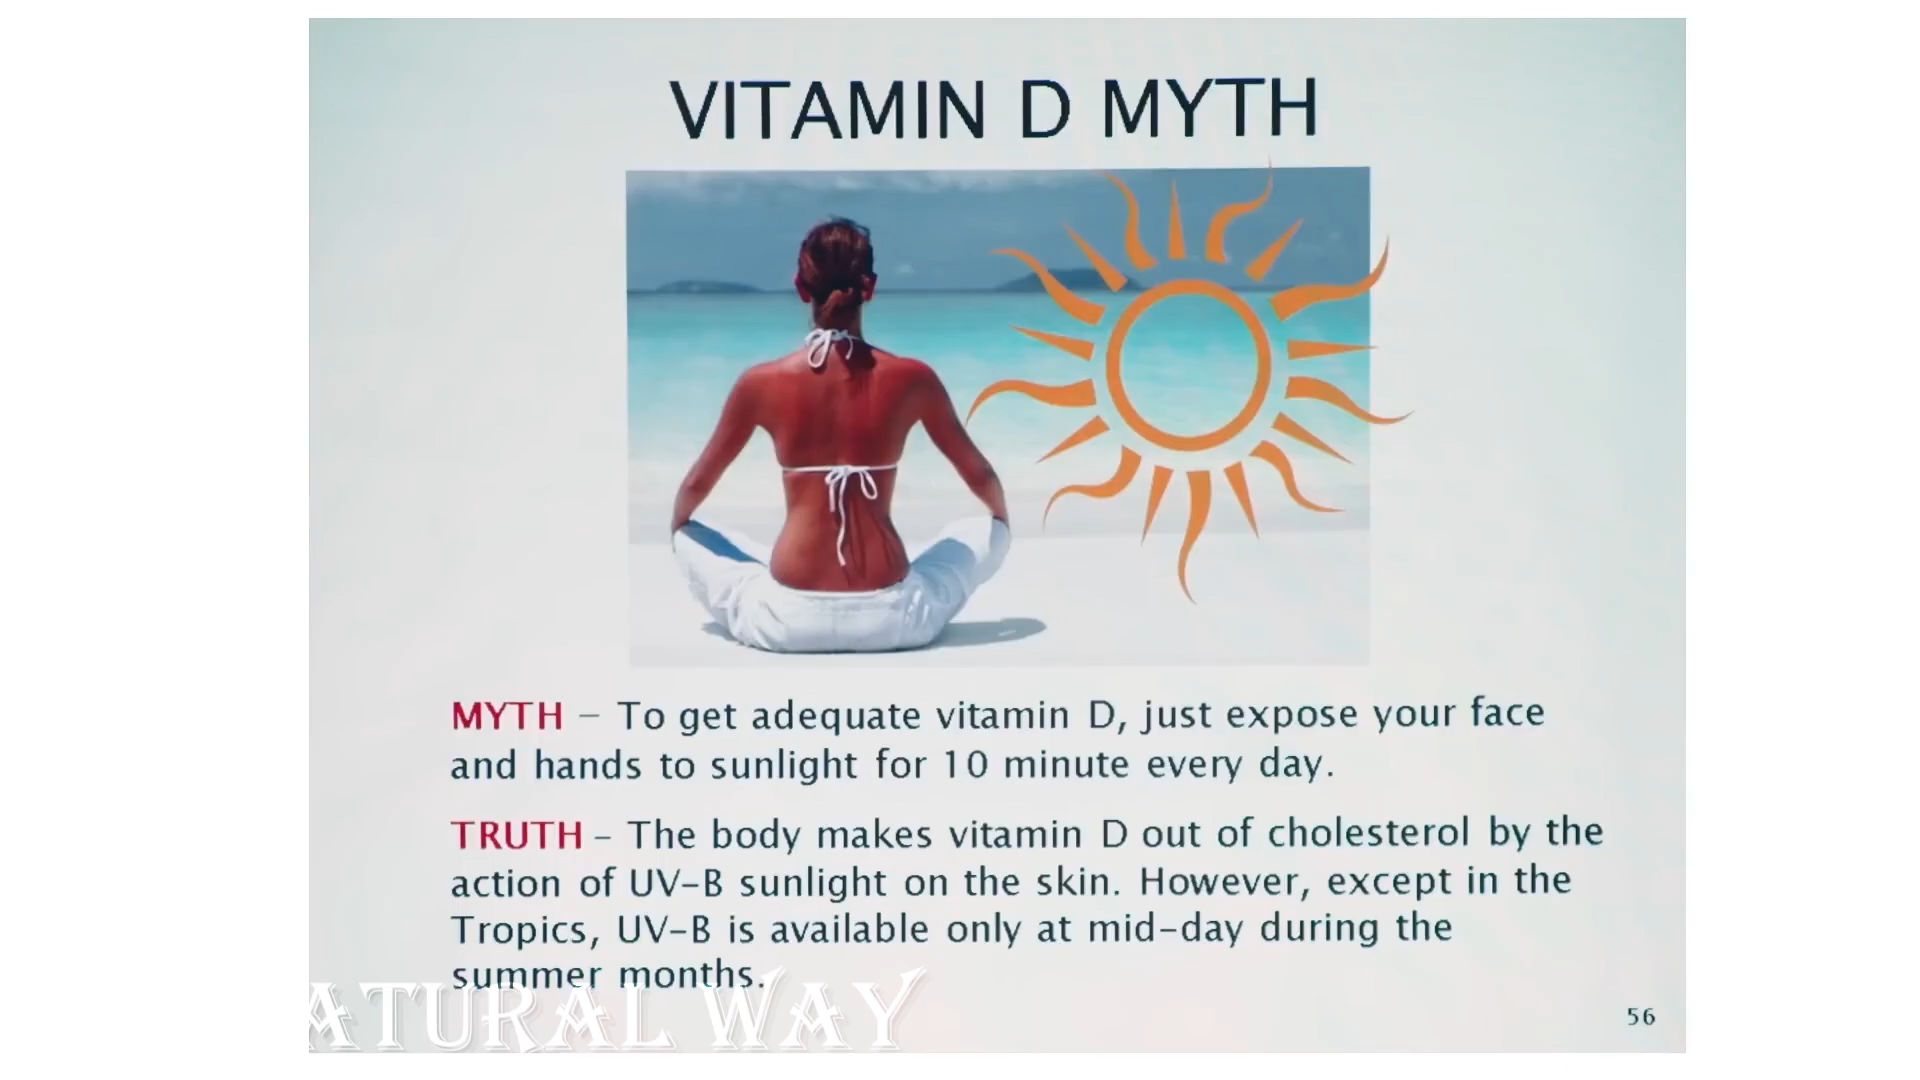 VITAMIN D MYTH
MYTH – To get adequate vitamin D, just expose your face
and hands to sunlight for 10 minute every day.
TRUTH – The body makes vitamin D out of cholesterol by the
action of UV-B sunlight on the skin. However, except in the
Tropics, UV-B is available only at mid-day during the
summer months.
ATURAL WAY
56